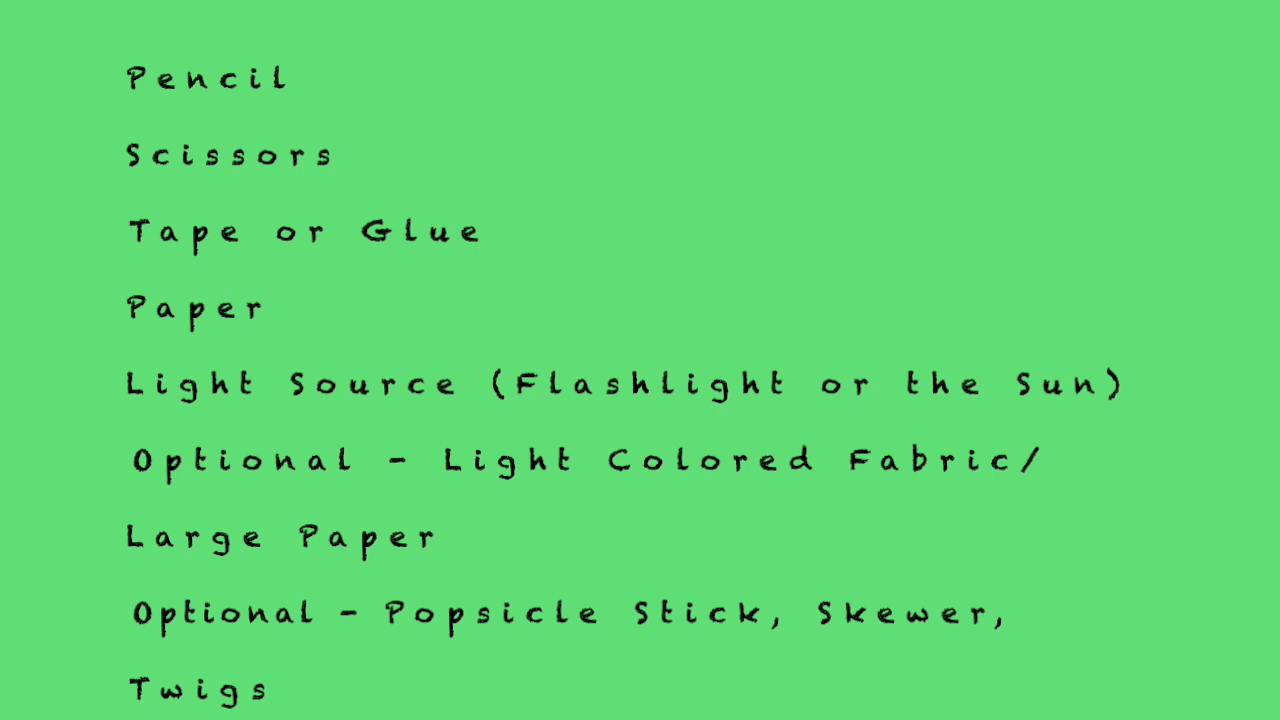 Pencil
Scissors
Tape or Glue
Paper
Light Source (Flashlight or the Sun)
Optional - Light Colored Fabric/
Large Paper
Optional - Popsicle Stick, Skewer,
Twigs